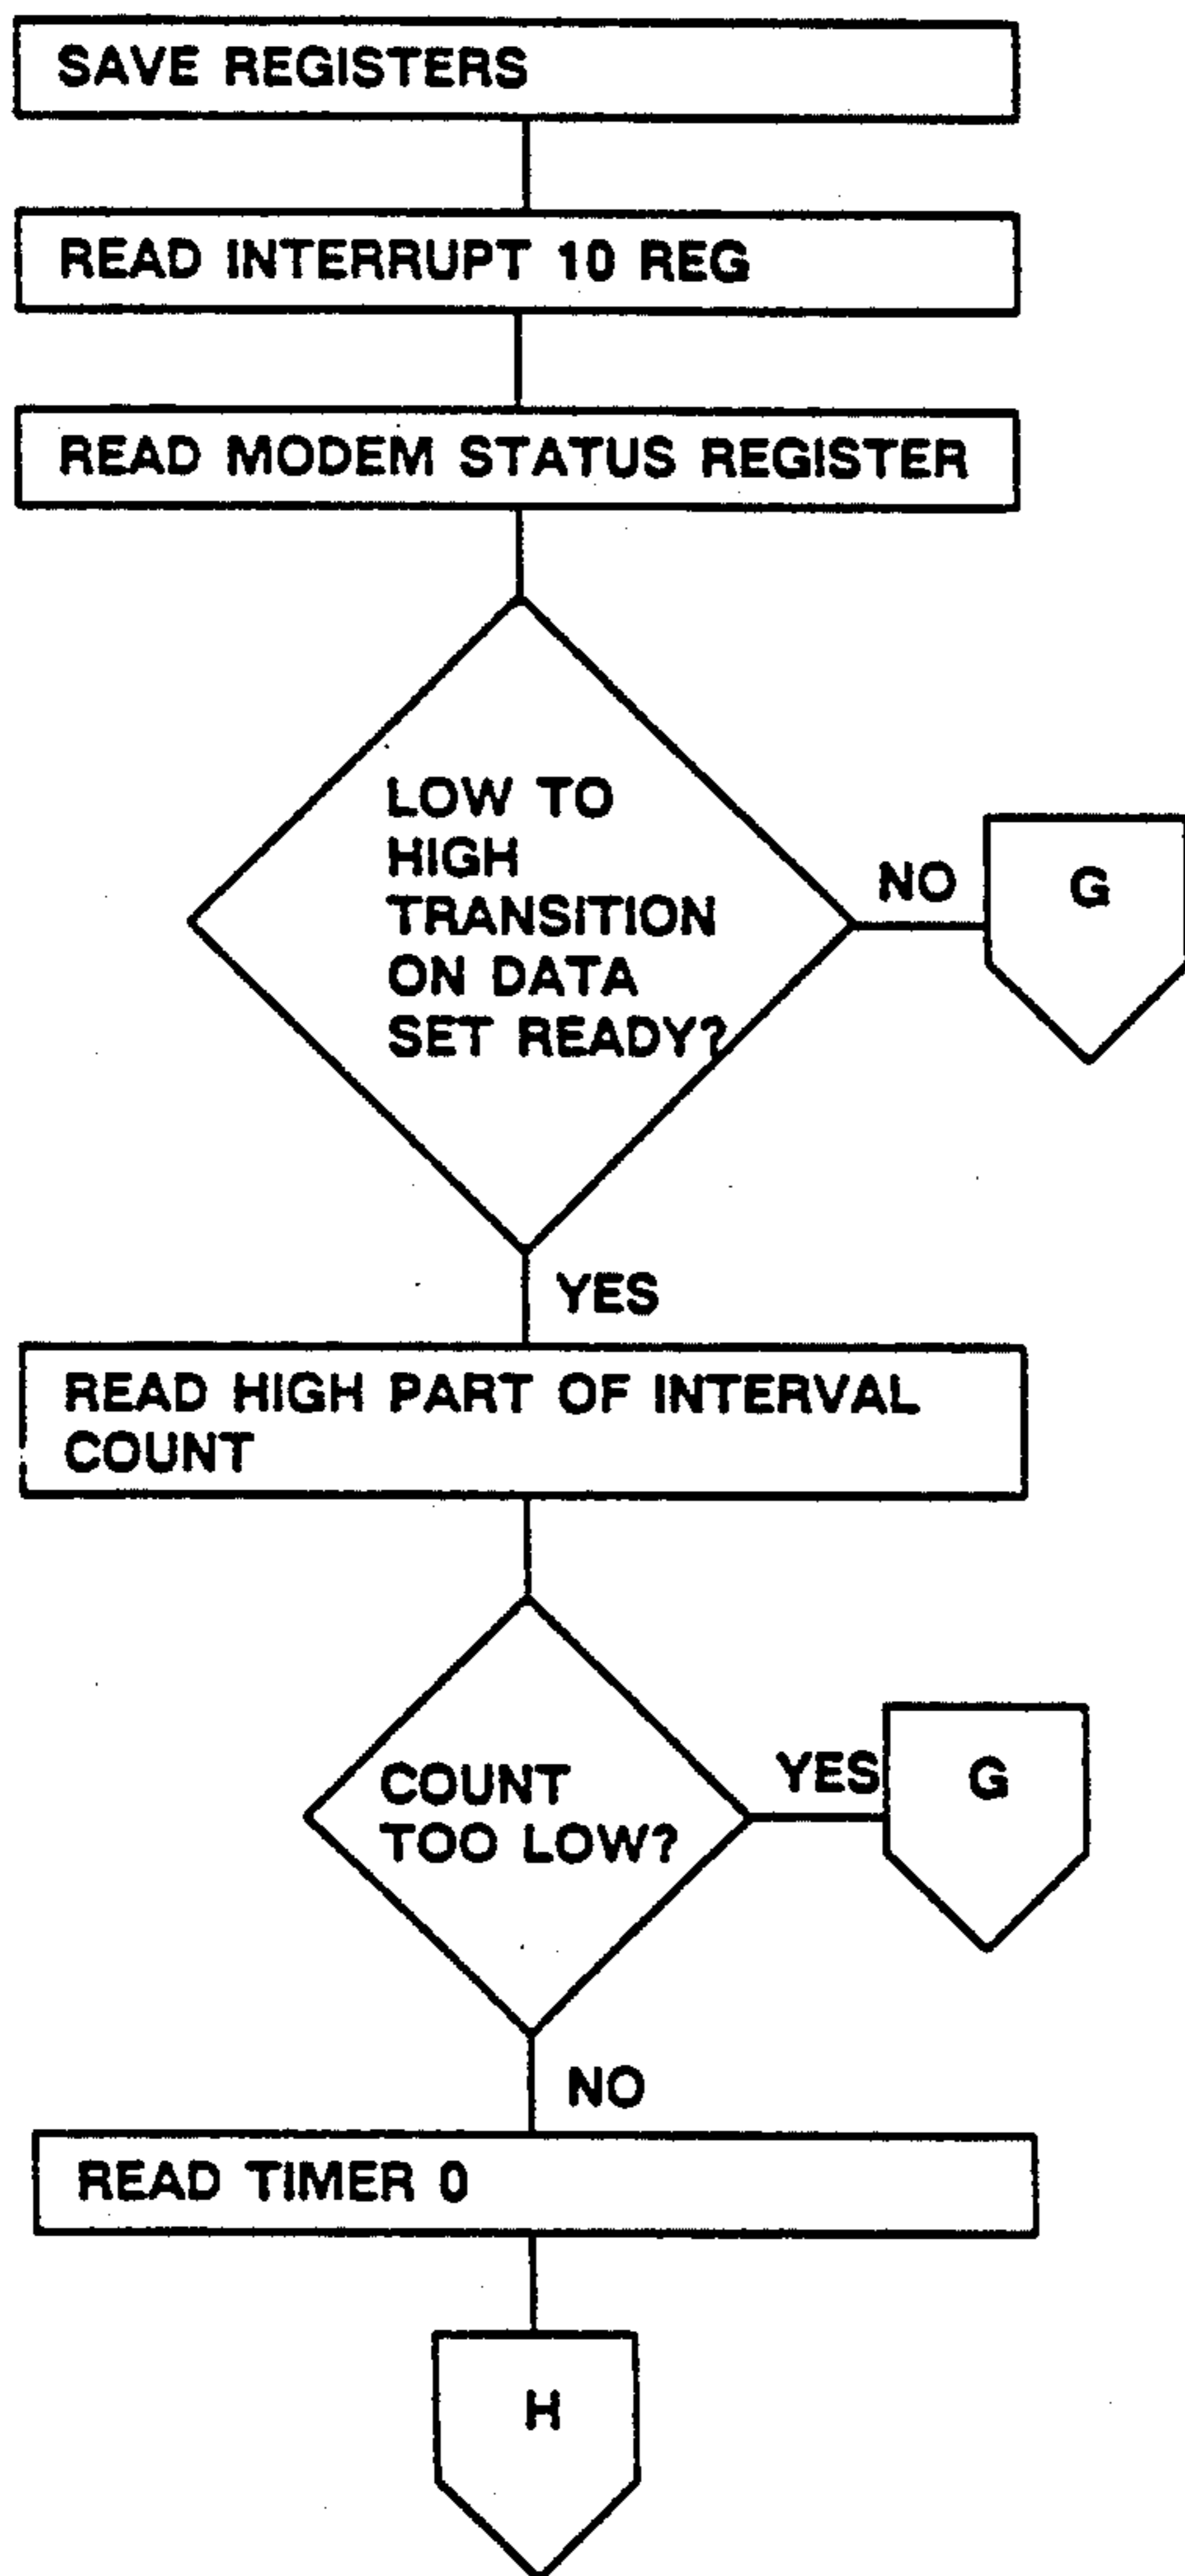 SAVE REGISTERS
READ INTERRUPT 10 REG
READ MODEM STATUS REGISTER
LOW TO
HIGH
TRANSITION
ON DATA
SET READY?
NO
G
YES
READ HIGH PART OF INTERVAL
COUNT
COUNT
TOO LOW?
YES
G
NO
READ TIMER 0
H